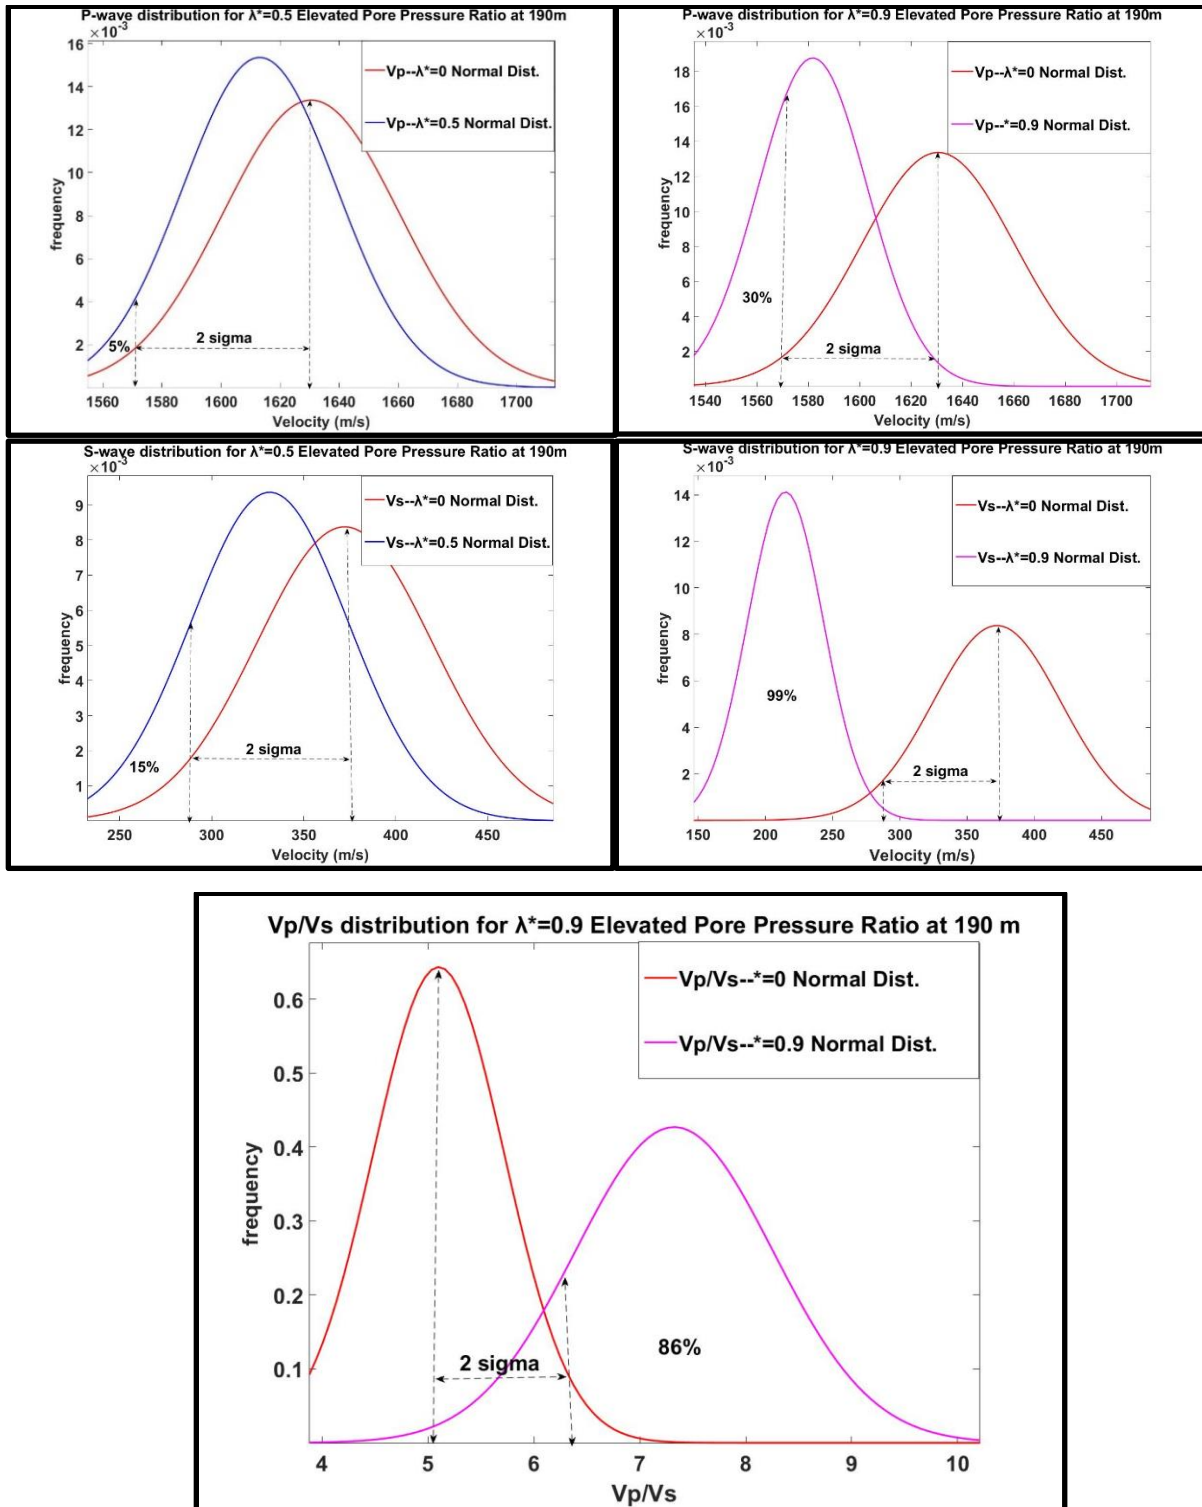 P-wave distribution for λ*=0.5 Elevated Pore Pressure Ratio at 190m
×10⁻³
16
14
12
10
8
6
4
2
frequency
Vp--λ*=0 Normal Dist.
Vp--λ*=0.5 Normal Dist.
5%
2 sigma
1560 1580 1600 1620 1640 1660 1680 1700
Velocity (m/s)
P-wave distribution for λ*=0.9 Elevated Pore Pressure Ratio at 190m
×10⁻³
18
16
14
12
10
8
6
4
2
frequency
Vp--λ*=0 Normal Dist.
Vp--*=0.9 Normal Dist.
30%
2 sigma
1540 1560 1580 1600 1620 1640 1660 1680 1700
Velocity (m/s)
S-wave distribution for λ*=0.5 Elevated Pore Pressure Ratio at 190m
×10⁻³
9
8
7
6
5
4
3
2
1
frequency
Vs--λ*=0 Normal Dist.
Vs--λ*=0.5 Normal Dist.
15%
2 sigma
250 300 350 400 450
Velocity (m/s)
S-wave distribution for λ*=0.9 Elevated Pore Pressure Ratio at 190m
×10⁻³
14
12
10
8
6
4
2
frequency
Vs--λ*=0 Normal Dist.
Vs--λ*=0.9 Normal Dist.
99%
2 sigma
150 200 250 300 350 400 450
Velocity (m/s)
Vp/Vs distribution for λ*=0.9 Elevated Pore Pressure Ratio at 190 m
0.6
0.5
0.4
0.3
0.2
0.1
frequency
Vp/Vs--*=0 Normal Dist.
Vp/Vs--*=0.9 Normal Dist.
86%
2 sigma
4 5 6 7 8 9 10
Vp/Vs